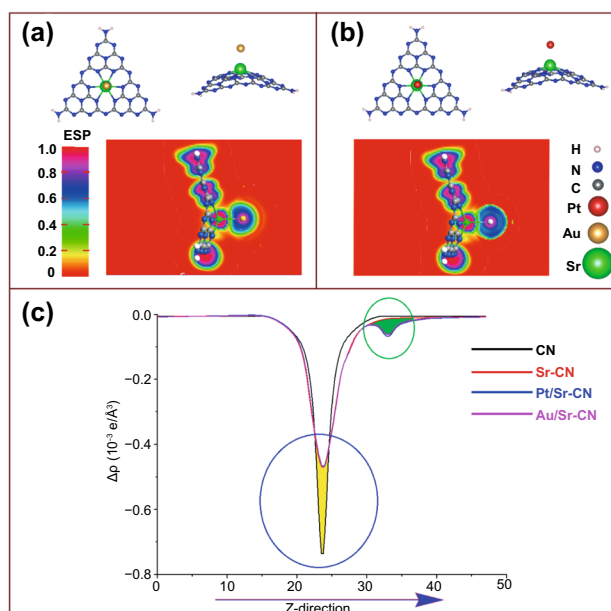 (a)
ESP
1.0
0.8
0.6
0.4
0.2
0
(b)
H
N
C
Pt
Au
Sr
(c)
Δρ (10⁻³ e/Å³)
0.0
−0.2
−0.4
−0.6
−0.8
CN
Sr-CN
Pt/Sr-CN
Au/Sr-CN
0 10 20 30 40 50
Z-direction